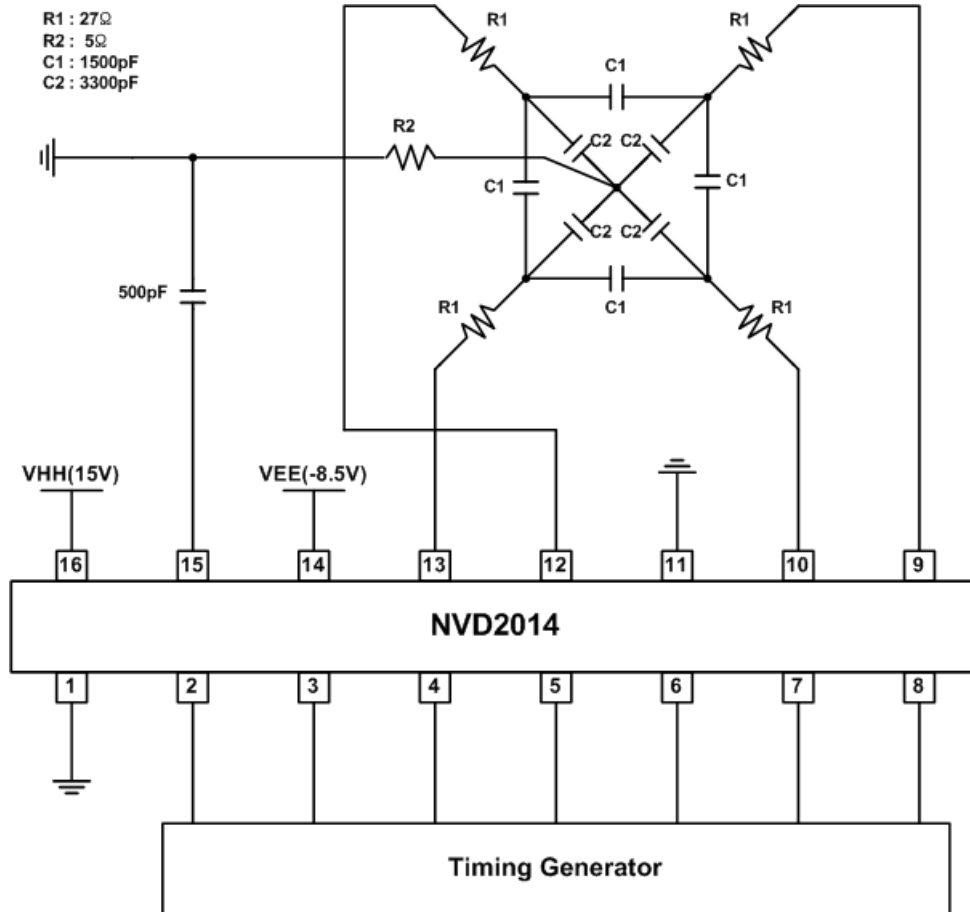 R1 : 27Ω
R2 : 5Ω
C1 : 1500pF
C2 : 3300pF
R1
R1
C1
R2
C2
C2
C1
C1
C2
C2
500pF
R1
C1
R1
VHH(15V)
VEE(-8.5V)
16
15
14
13
12
11
10
9
NVD2014
1
2
3
4
5
6
7
8
Timing Generator